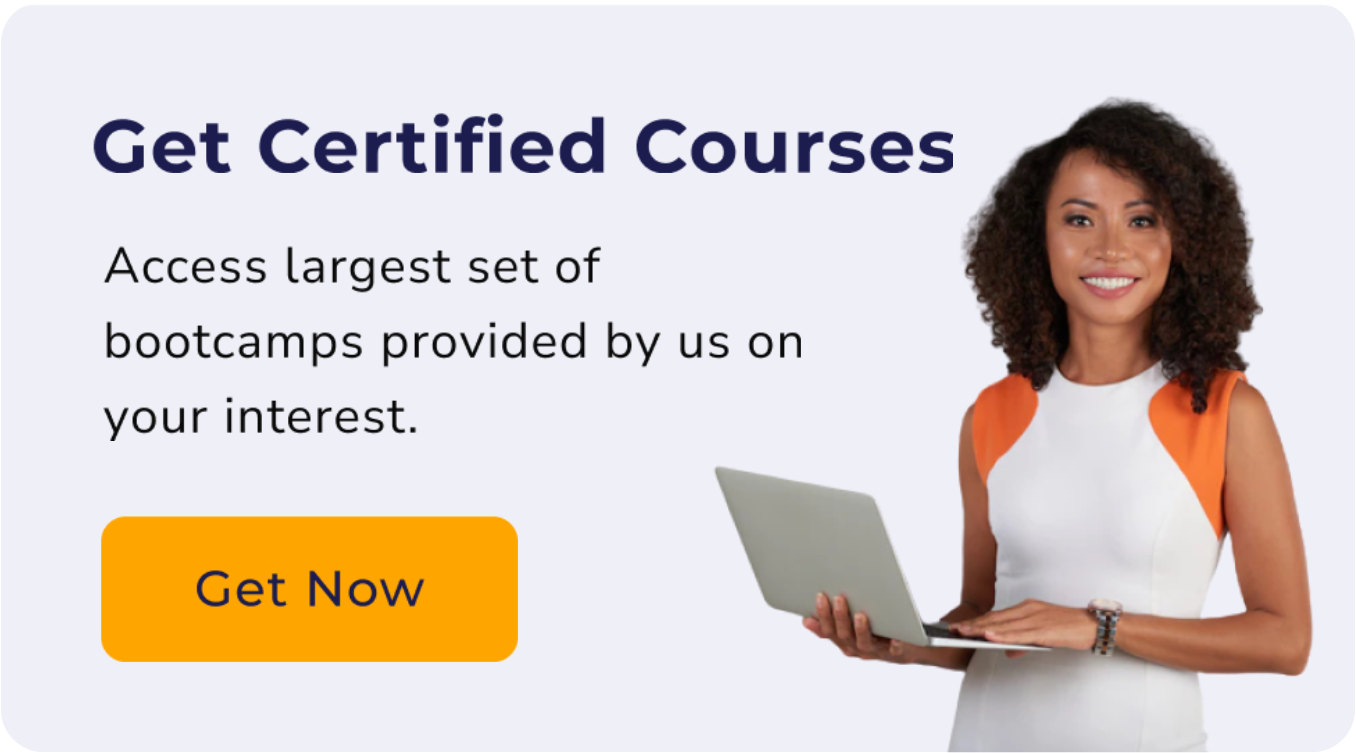 Get Certified Courses
Access largest set of
bootcamps provided by us on
your interest.
Get Now